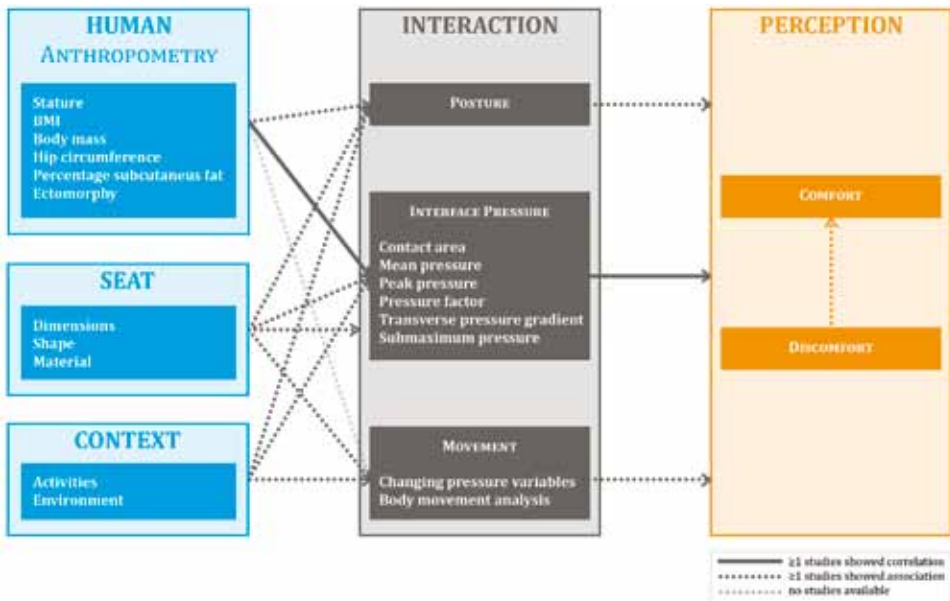 HUMAN
ANTHROPOMETRY
Stature
BMI
Body mass
Hip circumference
Percentage subcutaneus fat
Ectomorphy
SEAT
Dimensions
Shape
Material
CONTEXT
Activities
Environment
INTERACTION
POSTURE
INTERFACE PRESSURE
Contact area
Mean pressure
Peak pressure
Pressure factor
Transverse pressure gradient
Submaximum pressure
MOVEMENT
Changing pressure variables
Body movement analysis
PERCEPTION
COMFORT
DISCOMFORT
≥1 studies showed correlation
≥1 studies showed association
no studies available